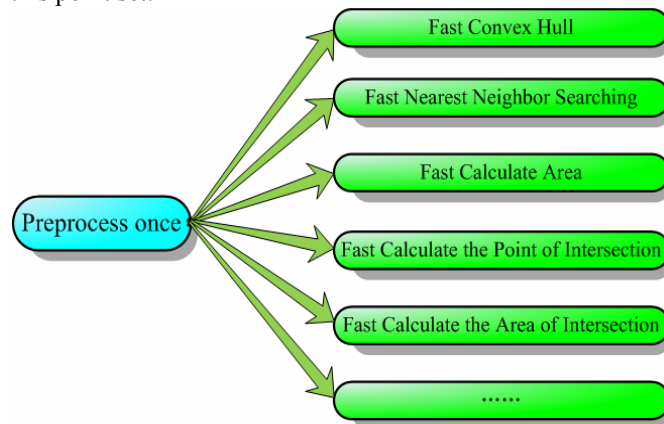 Fast Convex Hull
Fast Nearest Neighbor Searching
Fast Calculate Area
Preprocess once
Fast Calculate the Point of Intersection
Fast Calculate the Area of Intersection
......